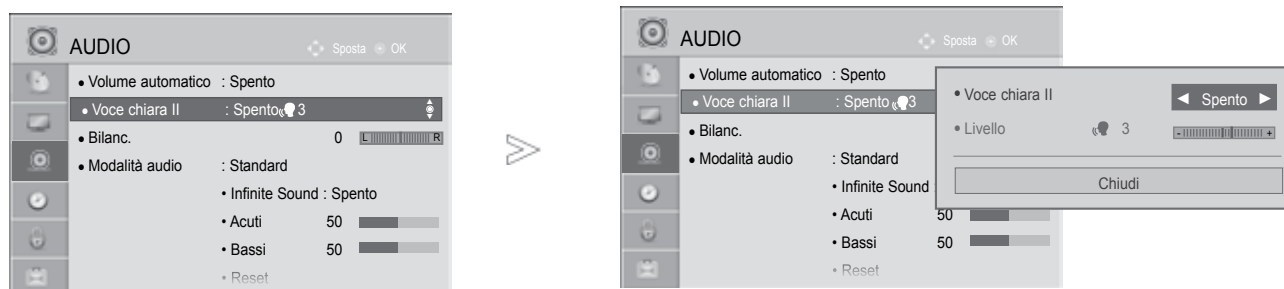 AUDIO
Sposta OK
• Volume automatico : Spento
• Voce chiara II : Spento 3
• Bilanc. 0 L R
• Modalità audio : Standard
• Infinite Sound : Spento
• Acuti 50
• Bassi 50
• Reset
AUDIO
Sposta OK
• Volume automatico : Spento
• Voce chiara II : Spento 3
• Bilanc.
• Modalità audio : Standard
• Infinite Sound :
• Acuti 50
• Bassi 50
• Reset
• Voce chiara II ◄ Spento ►
• Livello 3 - +
Chiudi